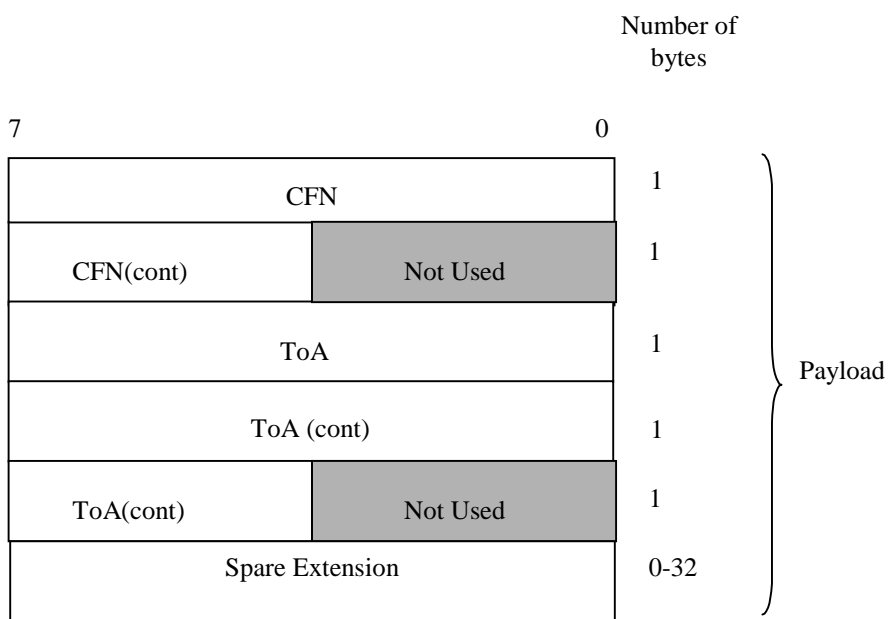 Number of
bytes
7 0
CFN 1
CFN(cont) Not Used 1
ToA 1
ToA (cont) 1
Payload
ToA(cont) Not Used 1
Spare Extension 0-32